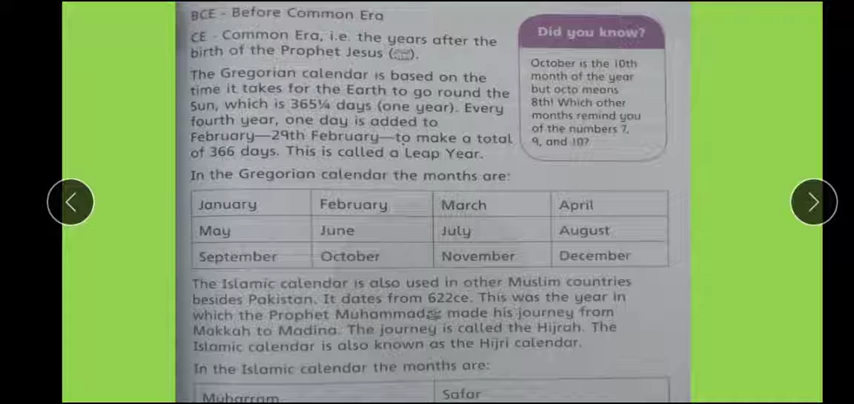 BCE - Before Common Era
CE - Common Era, i.e. the years after the
birth of the Prophet Jesus ( ).
The Gregorian calendar is based on the
time it takes for the Earth to go round the
Sun, which is 365¼ days (one year). Every
fourth year, one day is added to
February—29th February—to make a total
of 366 days. This is called a Leap Year.
Did you know?
October is the 10th
month of the year
but octo means
8th! Which other
months remind you
of the numbers 7,
9, and 10?
In the Gregorian calendar the months are:
January February March April
May June July August
September October November December
The Islamic calendar is also used in other Muslim countries
besides Pakistan. It dates from 622CE. This was the year in
which the Prophet Muhammad ﷺ made his journey from
Makkah to Madina. The journey is called the Hijrah. The
Islamic calendar is also known as the Hijri calendar.
In the Islamic calendar the months are:
Muharram Safar